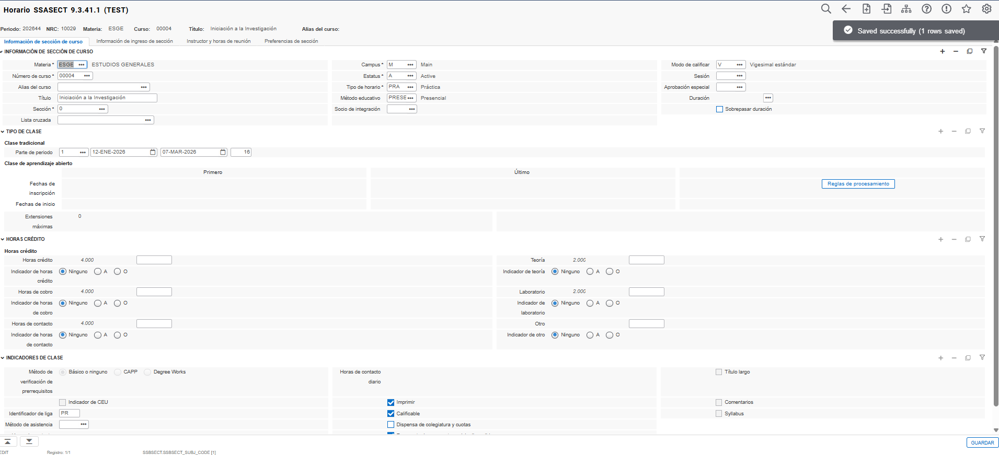 Horario SSASECT 9.3.41.1 (TEST)
Saved successfully (1 rows saved)
Periodo: 202644 NRC: 10029 Materia: ESGE Curso: 00004 Título: Iniciación a la Investigación Alias del curso:
Información de sección de curso Información de ingreso de sección Instructor y horas de reunión Preferencias de sección
INFORMACIÓN DE SECCIÓN DE CURSO
Materia * ESGE ESTUDIOS GENERALES Campus * M Main Modo de calificar V Vigesimal estándar
Número de curso * 00004 Estatus * A Active Sesión
Alias del curso Tipo de horario * PRA Práctica Aprobación especial
Título Iniciación a la Investigación Método educativo PRESE Presencial Duración
Sección * 0 Socio de integración Sobrepasar duración
Lista cruzada
TIPO DE CLASE
Clase tradicional
Parte de periodo 1 12-ENE-2026 07-MAR-2026 16
Clase de aprendizaje abierto
Primero Último
Fechas de inscripción Reglas de procesamiento
Fechas de inicio
Extensiones máximas 0
HORAS CRÉDITO
Horas crédito
Horas crédito 4.000 Teoría 2.000
Indicador de horas crédito Ninguno A O Indicador de teoría Ninguno A O
Horas de cobro 4.000 Laboratorio 2.000
Indicador de horas de cobro Ninguno A O Indicador de laboratorio Ninguno A O
Horas de contacto 4.000 Otro
Indicador de horas de contacto Ninguno A O Indicador de otro Ninguno A O
INDICADORES DE CLASE
Método de verificación de prerrequisitos Básico o ninguno CAPP Degree Works Horas de contacto diario Título largo
Indicador de CEU Imprimir Comentarios
Identificador de liga PR Calificable Syllabus
Método de asistencia Dispensa de colegiatura y cuotas
GUARDAR
EDIT Registro: 1/1 SSBSECT.SSBSECT_SUBJ_CODE [1]